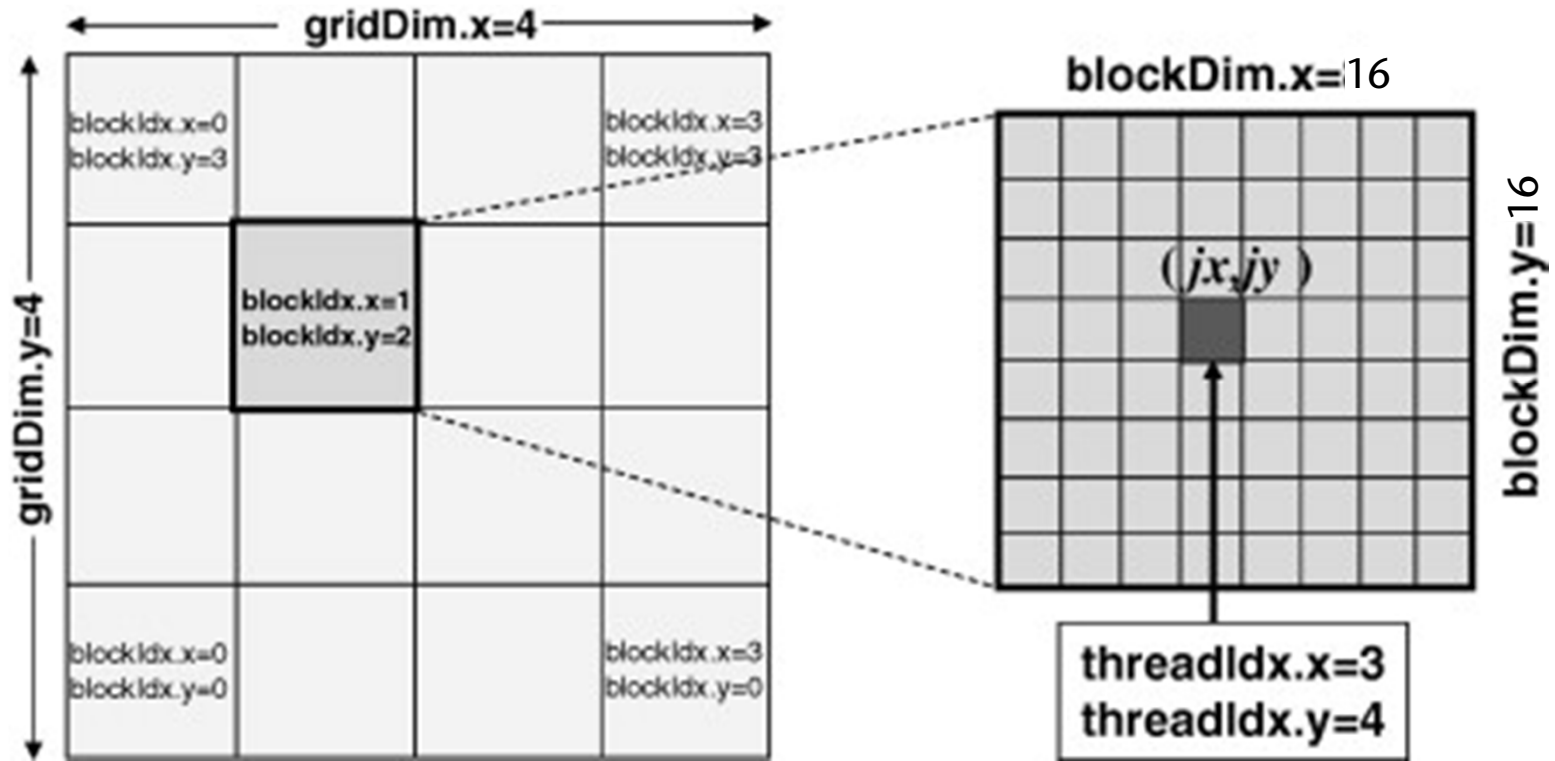 gridDim.x=4
gridDim.y=4
blockIdx.x=0
blockIdx.y=3
blockIdx.x=3
blockIdx.y=3
blockIdx.x=1
blockIdx.y=2
blockIdx.x=0
blockIdx.y=0
blockIdx.x=3
blockIdx.y=0
blockDim.x=16
blockDim.y=16
( jx,jy )
threadIdx.x=3
threadIdx.y=4